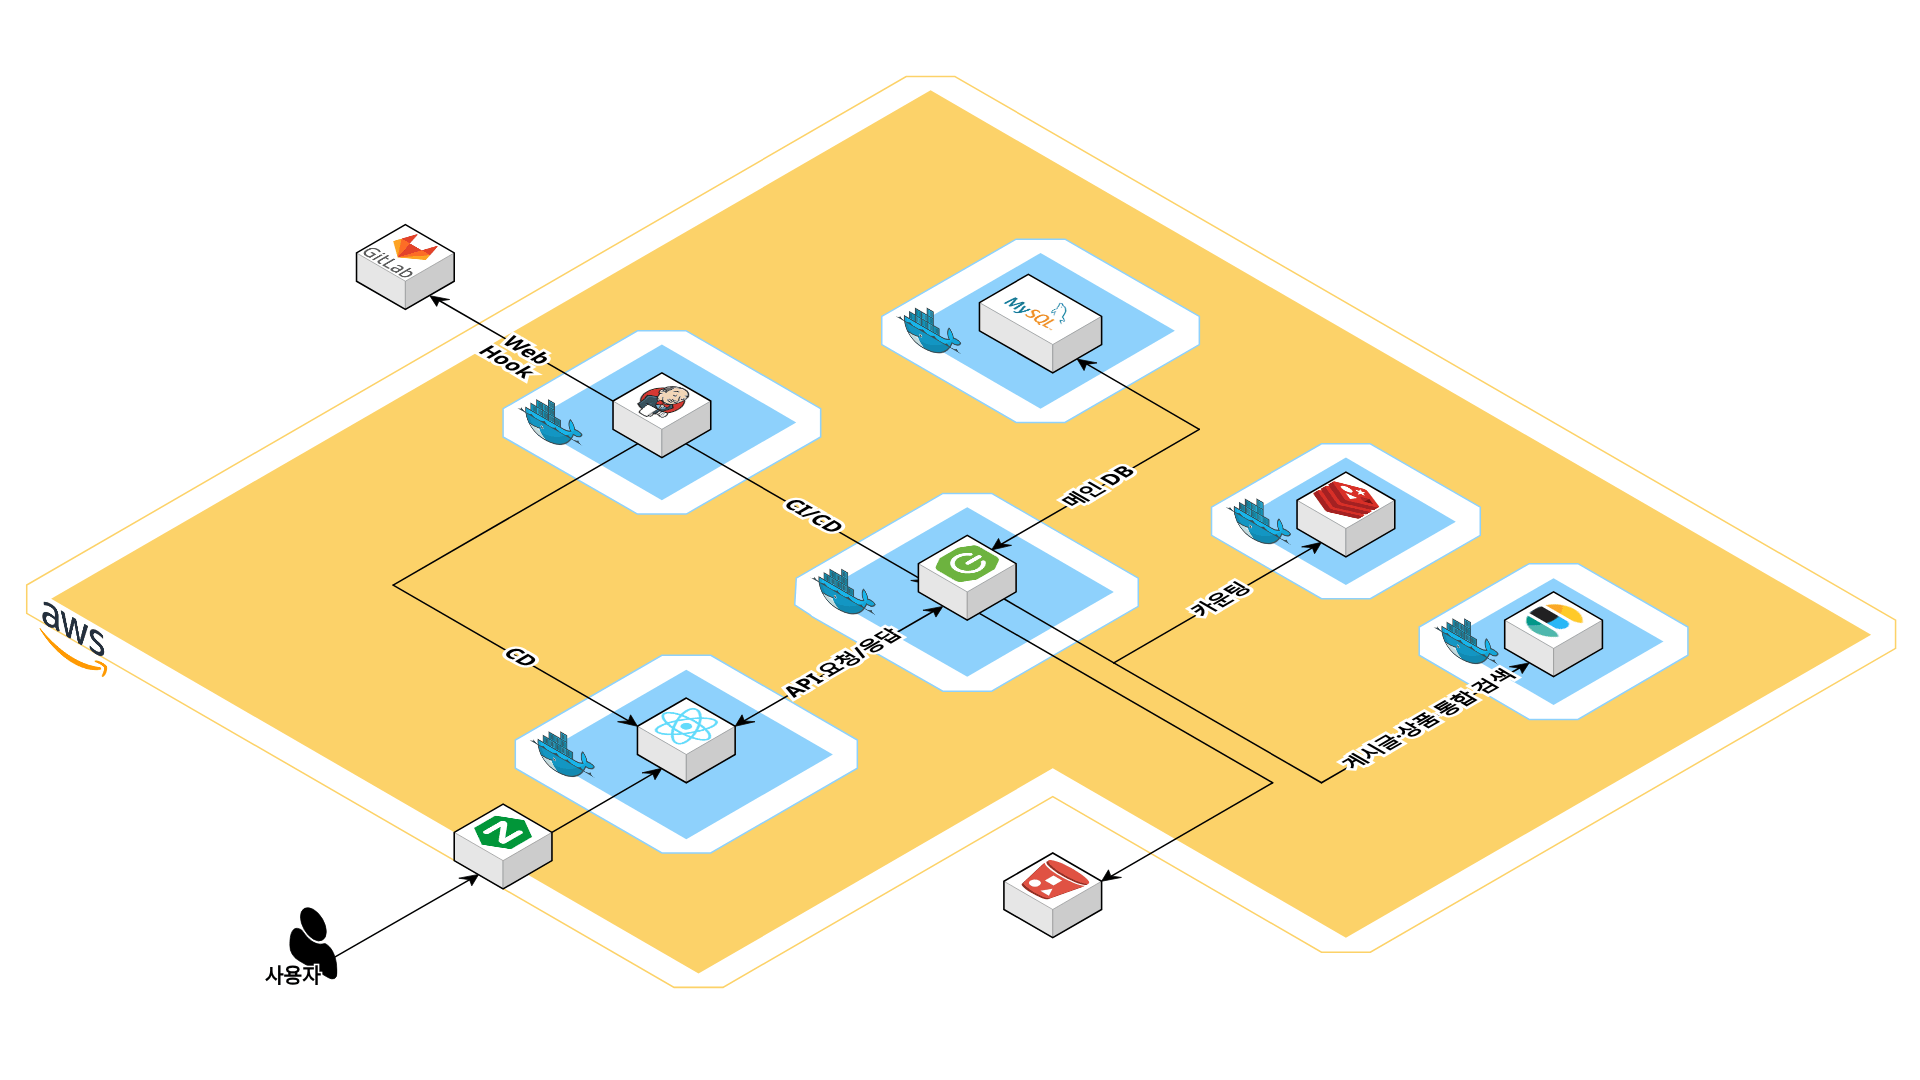 GitLab
Web
Hook
MySQL
CI/CD
메인 DB
카운팅
aws
CD
API 요청/응답
게시글·상품 통합 검색
사용자